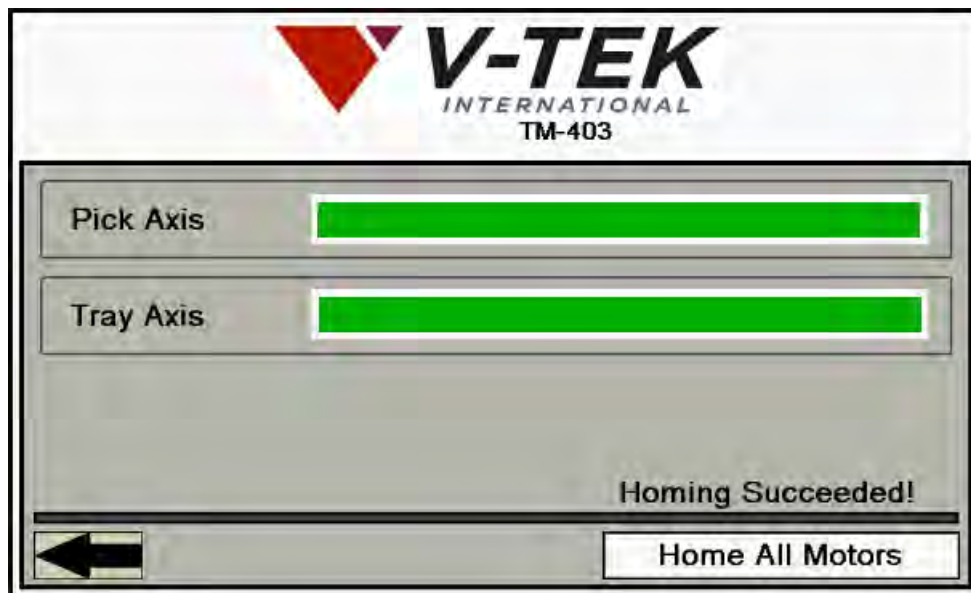 V-TEK
INTERNATIONAL
TM-403
Pick Axis
Tray Axis
Homing Succeeded!
Home All Motors